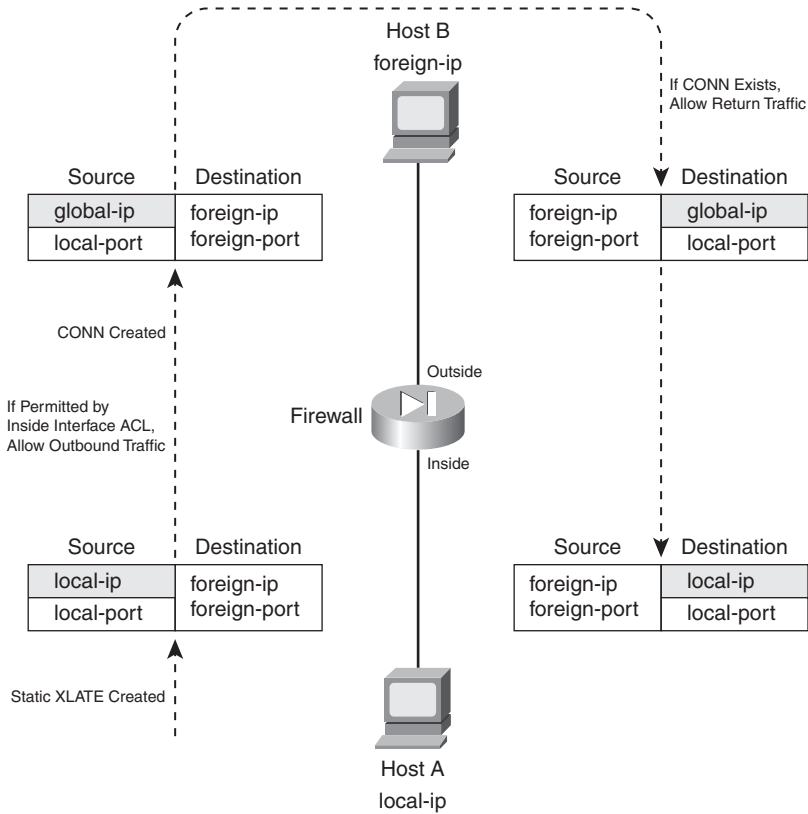 Host B
foreign-ip
If CONN Exists,
Allow Return Traffic
Source Destination
global-ip foreign-ip
local-port foreign-port
Source Destination
foreign-ip global-ip
foreign-port local-port
CONN Created
If Permitted by
Inside Interface ACL,
Allow Outbound Traffic
Outside
Firewall
Inside
Source Destination
local-ip foreign-ip
local-port foreign-port
Source Destination
foreign-ip local-ip
foreign-port local-port
Static XLATE Created
Host A
local-ip